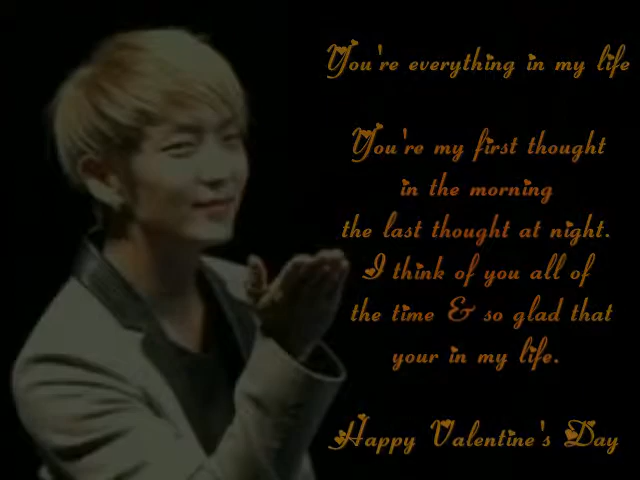 You're everything in my life
You're my first thought
in the morning
the last thought at night.
I think of you all of
the time & so glad that
your in my life.
Happy Valentine's Day